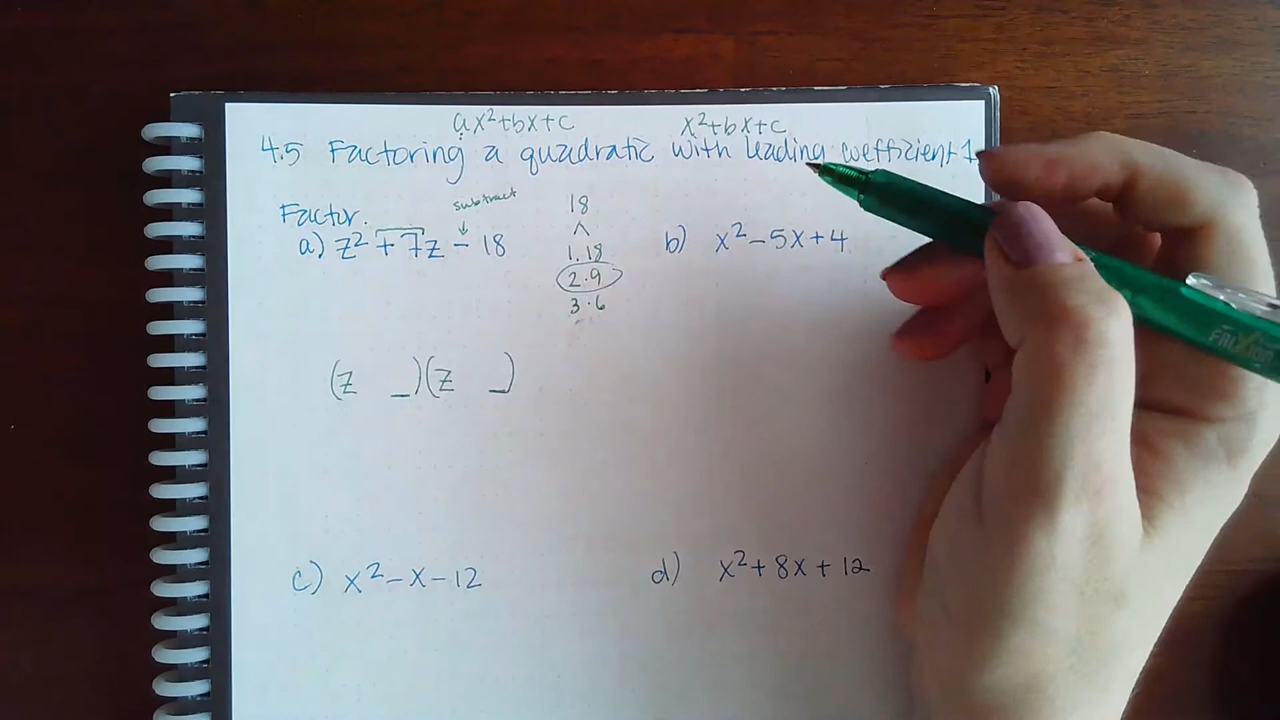 ax²+bx+c x²+bx+c
4.5 Factoring a quadratic with leading coefficient 1
Factor.
subtract
a) z² + 7z - 18
18
1.18
2.9
3.6
b) x² - 5x + 4
(z _)(z _)
c) x² - x - 12
d) x² + 8x + 12
FriXion